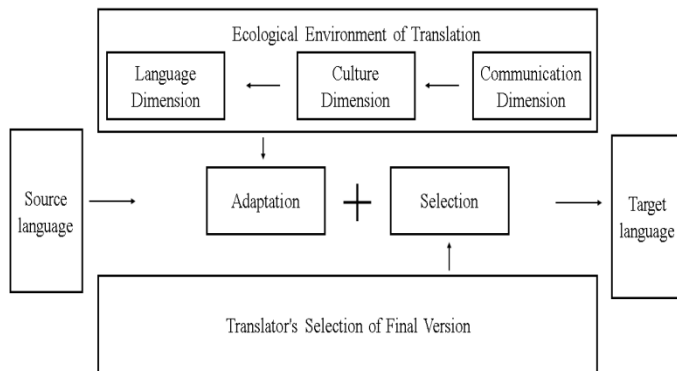 Ecological Environment of Translation
Language
Dimension
Culture
Dimension
Communication
Dimension
Source
language
Adaptation
+
Selection
Target
language
Translator's Selection of Final Version